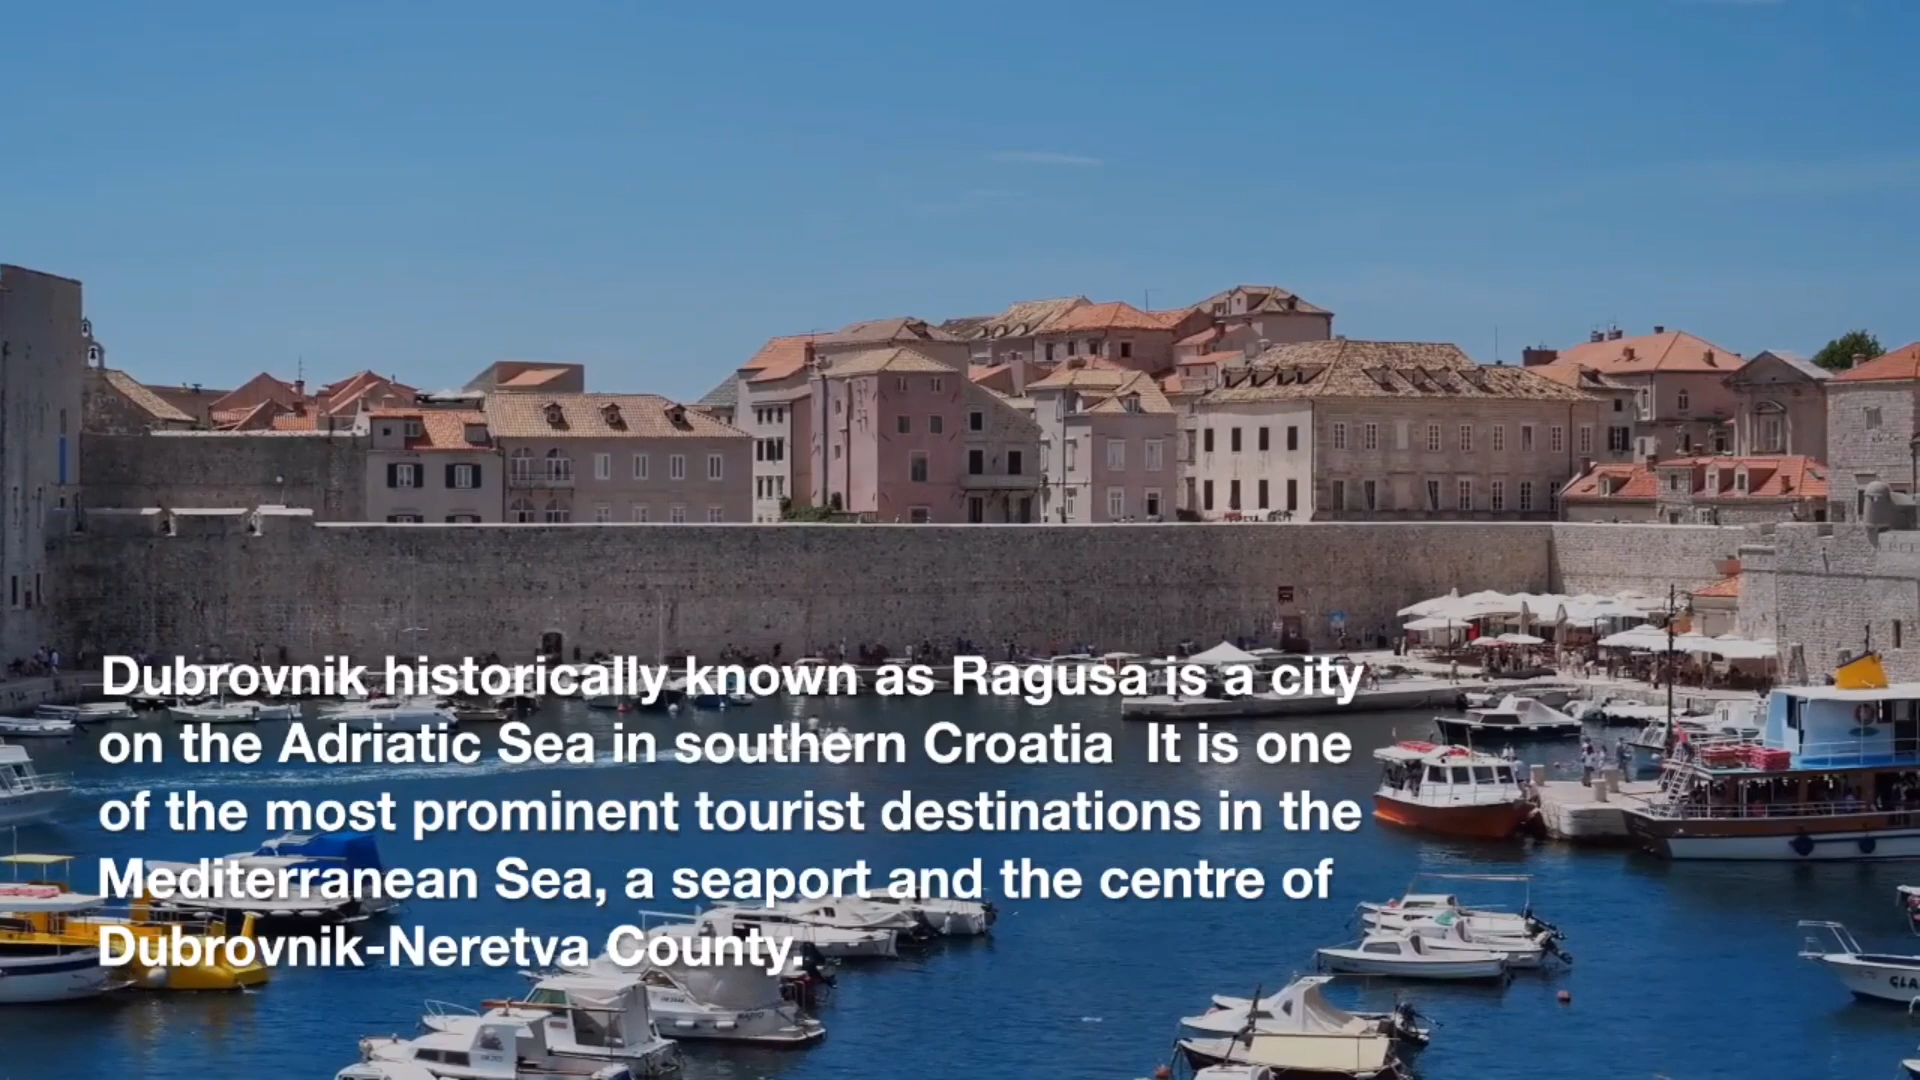 Dubrovnik historically known as Ragusa is a city
on the Adriatic Sea in southern Croatia  It is one
of the most prominent tourist destinations in the
Mediterranean Sea, a seaport and the centre of
Dubrovnik-Neretva County.